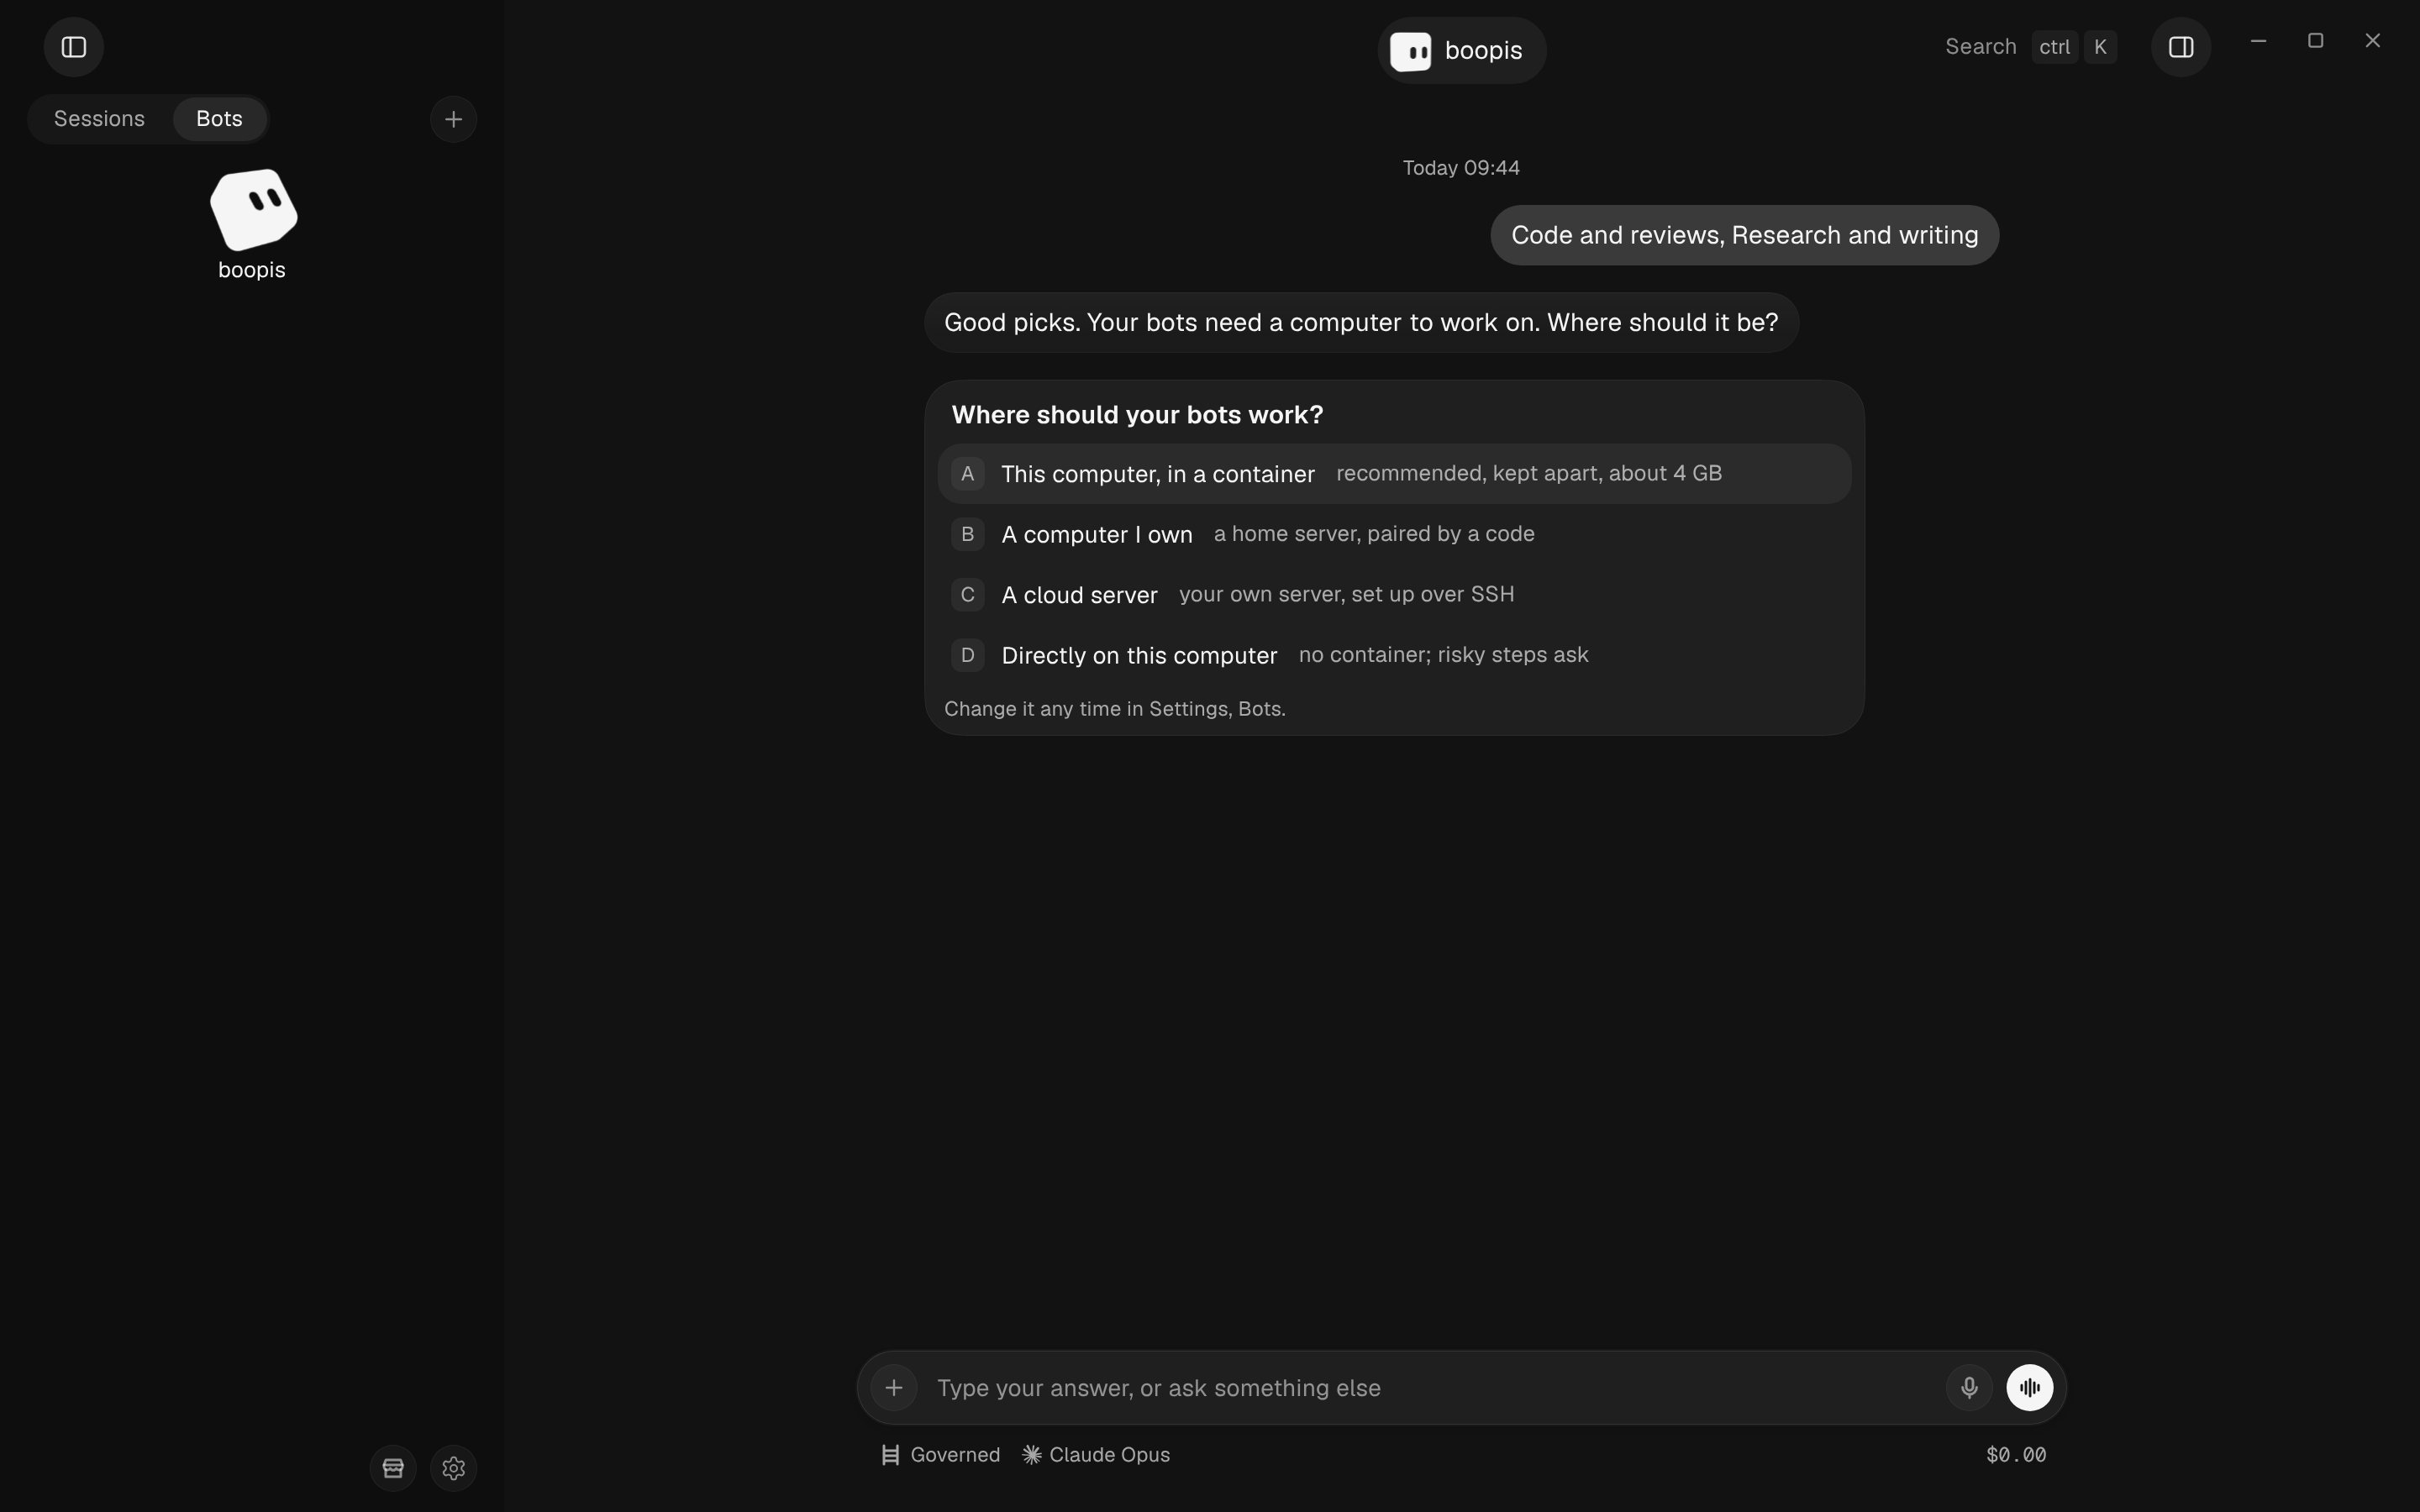 boopis
Search ctrl K
Sessions Bots
boopis
Today 09:44
Code and reviews, Research and writing
Good picks. Your bots need a computer to work on. Where should it be?
Where should your bots work?
A This computer, in a container recommended, kept apart, about 4 GB
B A computer I own a home server, paired by a code
C A cloud server your own server, set up over SSH
D Directly on this computer no container; risky steps ask
Change it any time in Settings, Bots.
Type your answer, or ask something else
Governed Claude Opus $0.00